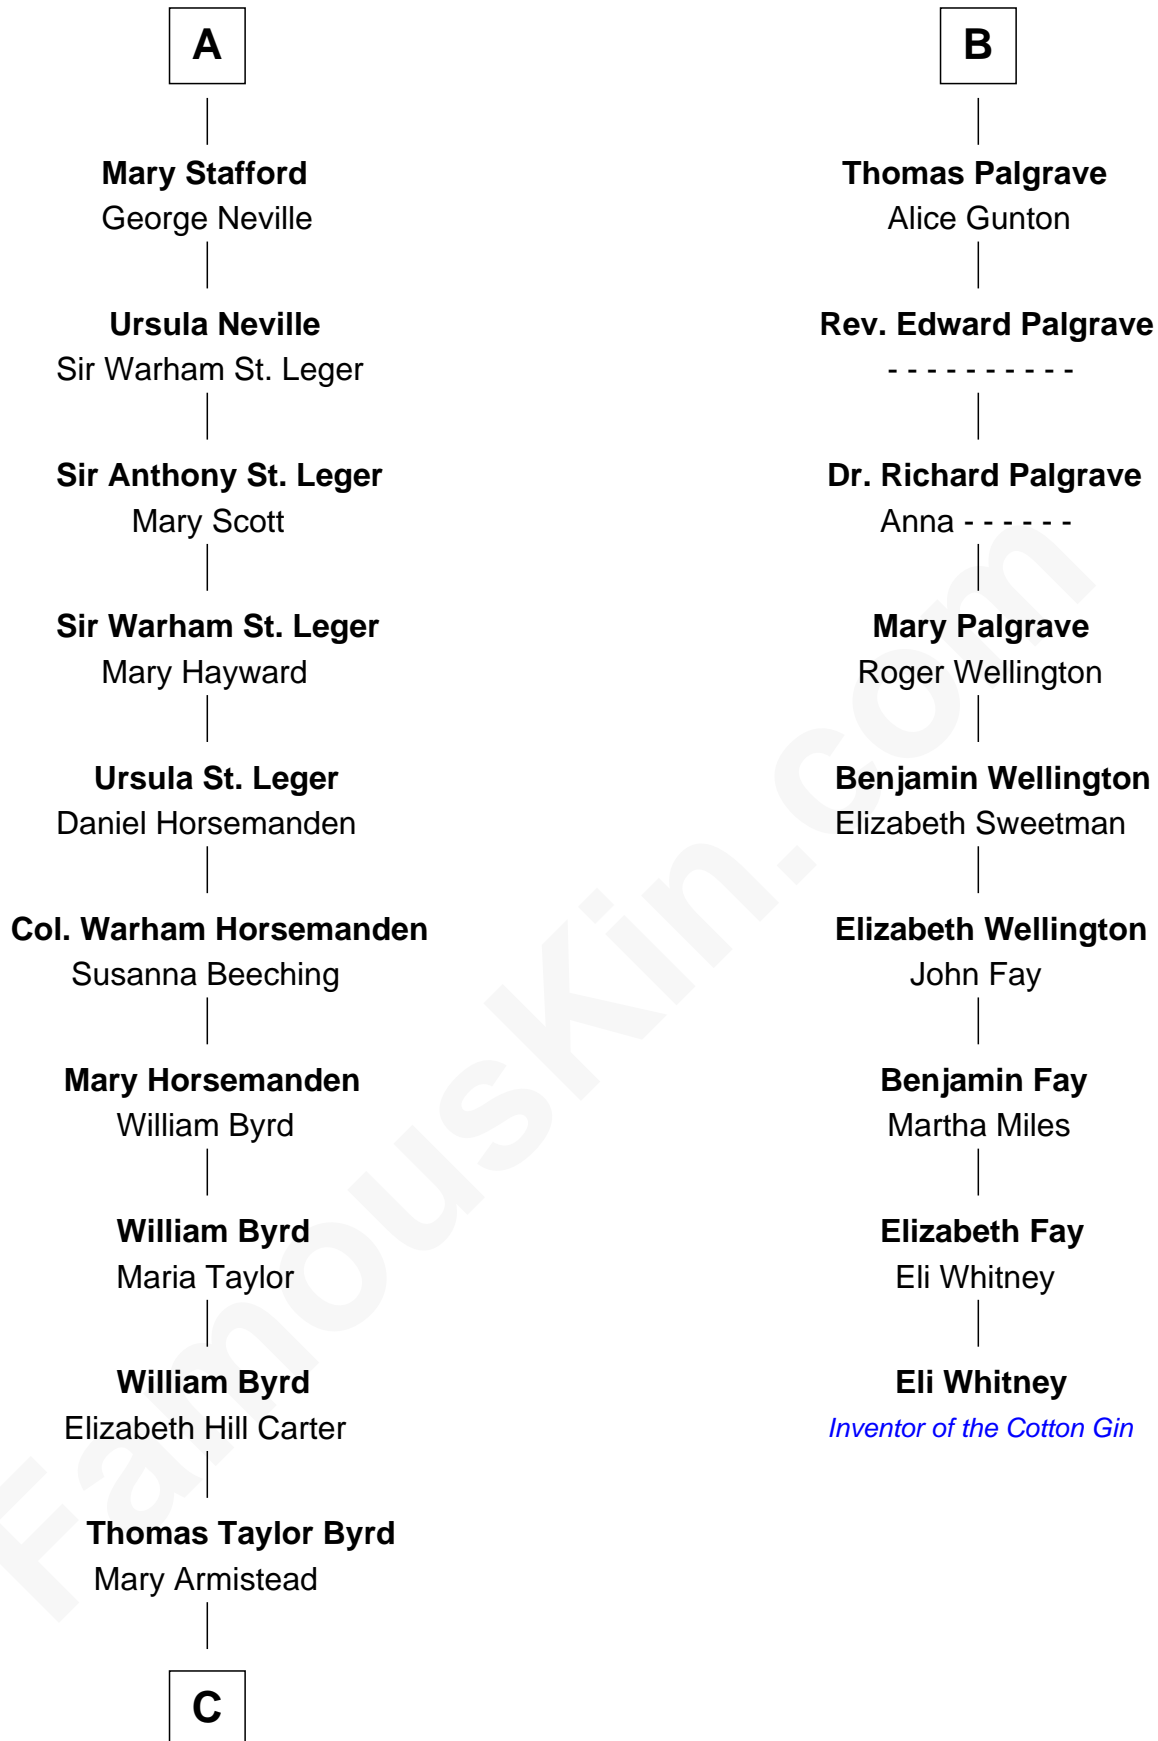 A
Mary Stafford
George Neville
Ursula Neville
Sir Warham St. Leger
Sir Anthony St. Leger
Mary Scott
Sir Warham St. Leger
Mary Hayward
Ursula St. Leger
Daniel Horsemanden
Col. Warham Horsemanden
Susanna Beeching
Mary Horsemanden
William Byrd
William Byrd
Maria Taylor
William Byrd
Elizabeth Hill Carter
Thomas Taylor Byrd
Mary Armistead
C
B
Thomas Palgrave
Alice Gunton
Rev. Edward Palgrave
- - - - - - - - - -
Dr. Richard Palgrave
Anna - - - - - -
Mary Palgrave
Roger Wellington
Benjamin Wellington
Elizabeth Sweetman
Elizabeth Wellington
John Fay
Benjamin Fay
Martha Miles
Elizabeth Fay
Eli Whitney
Eli Whitney
Inventor of the Cotton Gin
FamousKin.com